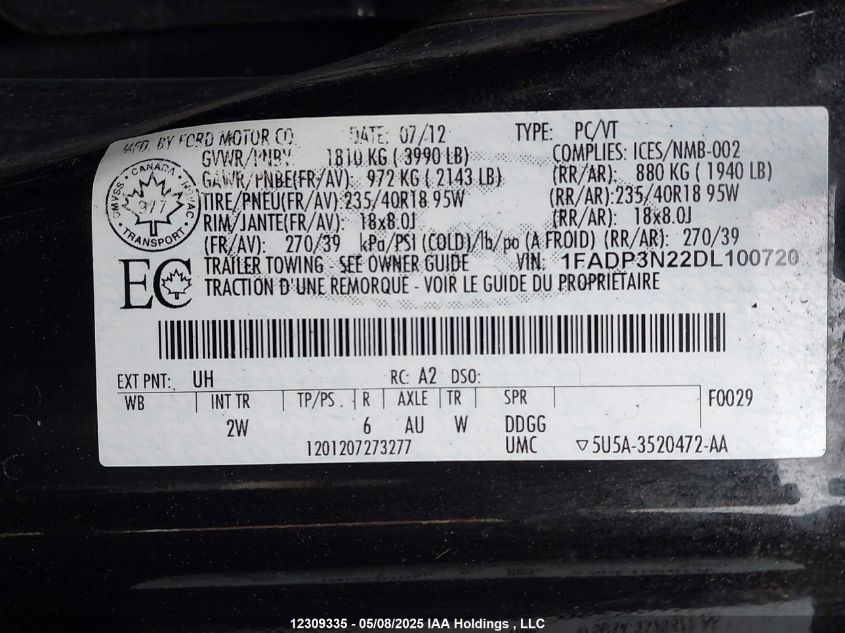 MFD. BY FORD MOTOR CO. DATE: 07/12 TYPE: PC/VT
GVWR/PNBV 1810 KG ( 3990 LB) COMPLIES: ICES/NMB-002
GAWR/PNBE(FR/AV): 972 KG ( 2143 LB) (RR/AR): 880 KG ( 1940 LB)
TIRE/PNEU(FR/AV): 235/40R18 95W (RR/AR): 235/40R18 95W
RIM/JANTE(FR/AV): 18x8.0J (RR/AR): 18x8.0J
(FR/AV): 270/39 kPa/PSI (COLD)/lb/po (A FROID) (RR/AR): 270/39
TRAILER TOWING - SEE OWNER GUIDE VIN: 1FADP3N22DL100720
TRACTION D'UNE REMORQUE - VOIR LE GUIDE DU PROPRIÉTAIRE
CANADA
CMVSS
977
TRANSPORT
EC
EXT PNT: UH RC: A2 DSO:
WB INT TR TP/PS R AXLE TR SPR F0029
2W 6 AU W DDGG
1201207273277 UMC ▽5U5A-3520472-AA
12309335 - 05/08/2025 IAA Holdings , LLC